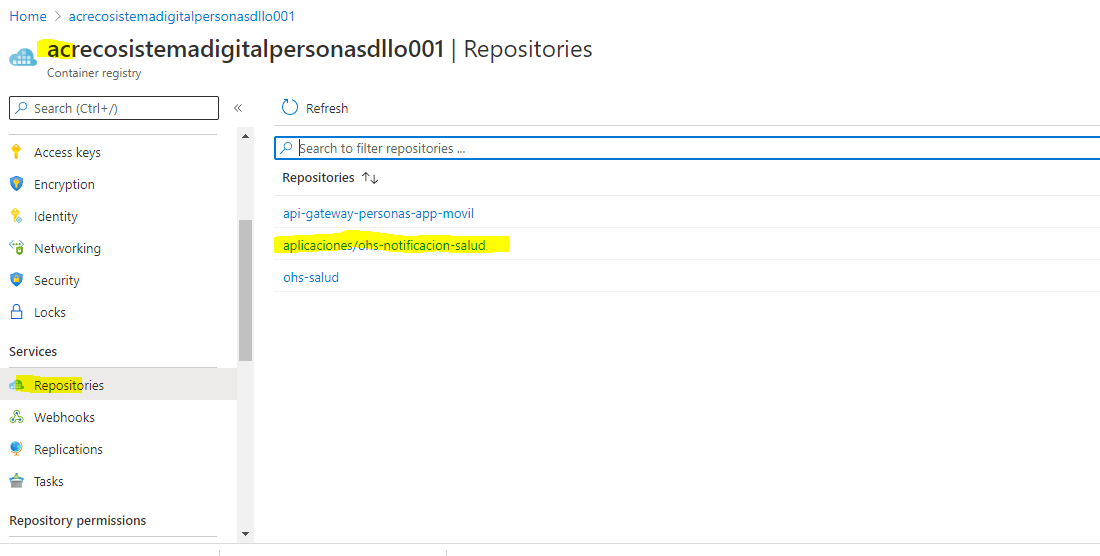 Home > acrecosistemadigitalpersonasdllo001
acrecosistemadigitalpersonasdllo001 | Repositories
Container registry
Search (Ctrl+/)
«
Access keys
Encryption
Identity
Networking
Security
Locks
Services
Repositories
Webhooks
Replications
Tasks
Repository permissions
Refresh
Search to filter repositories ...
Repositories ↑↓
api-gateway-personas-app-movil
aplicaciones/ohs-notificacion-salud
ohs-salud